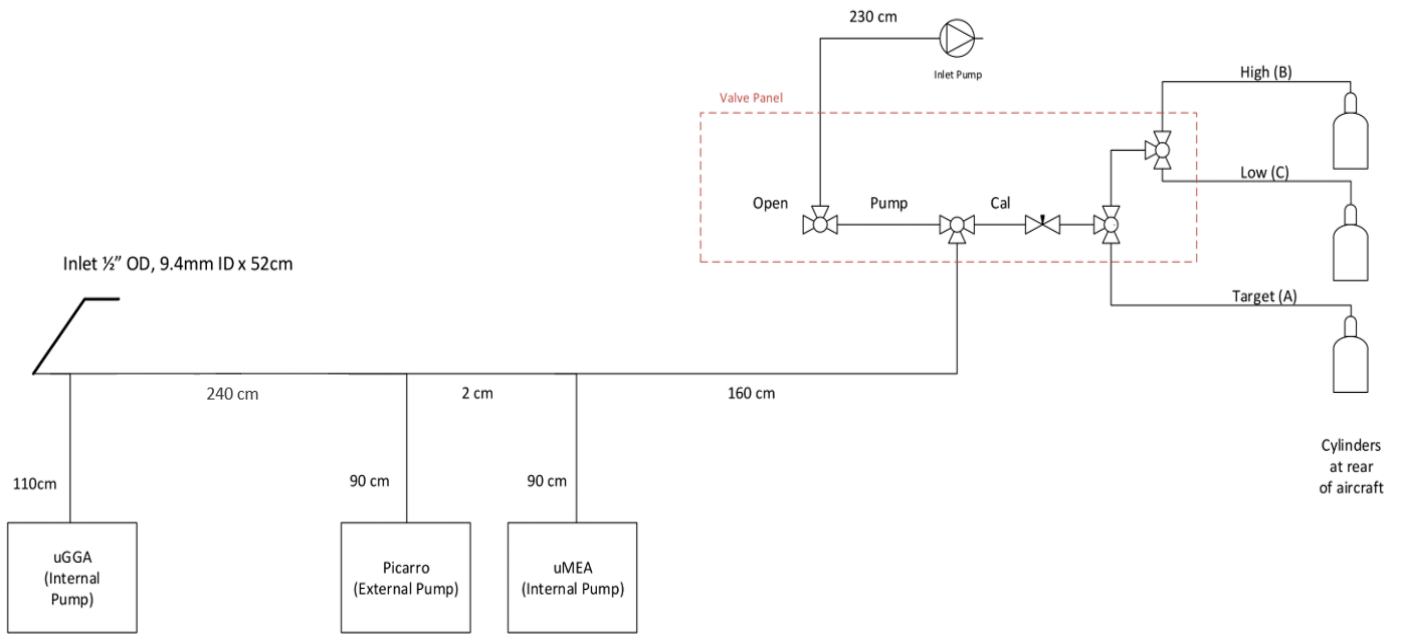 230 cm
Inlet Pump
High (B)
Valve Panel
Low (C)
Open
Pump
Cal
Inlet ½” OD, 9.4mm ID x 52cm
Target (A)
240 cm
2 cm
160 cm
Cylinders
at rear
of aircraft
110cm
90 cm
90 cm
uGGA
(Internal
Pump)
Picarro
(External Pump)
uMEA
(Internal Pump)